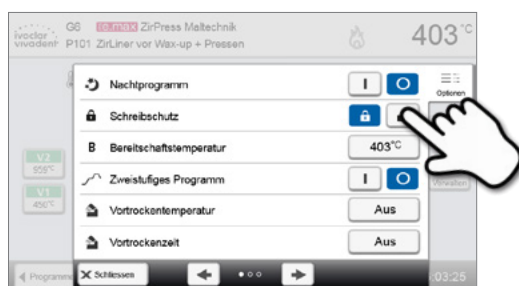 ivoclar
vivadent
G6 IPS e.max ZirPress Maltechnik
P101 ZirLiner vor Wax-up + Pressen
403°C
Nachtprogramm
I O
Optionen
Schreibschutz
B Bereitschaftstemperatur 403°C
V2
959°C
Zweistufiges Programm
I O
Verwalten
V1
450°C
Vortrockentemperatur Aus
Vortrockenzeit Aus
Programme
Schliessen
:03:25